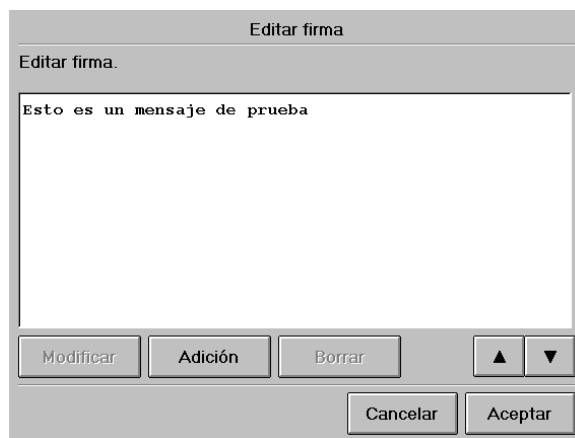 Editar firma
Editar firma.
Esto es un mensaje de prueba
Modificar Adición Borrar
Cancelar Aceptar